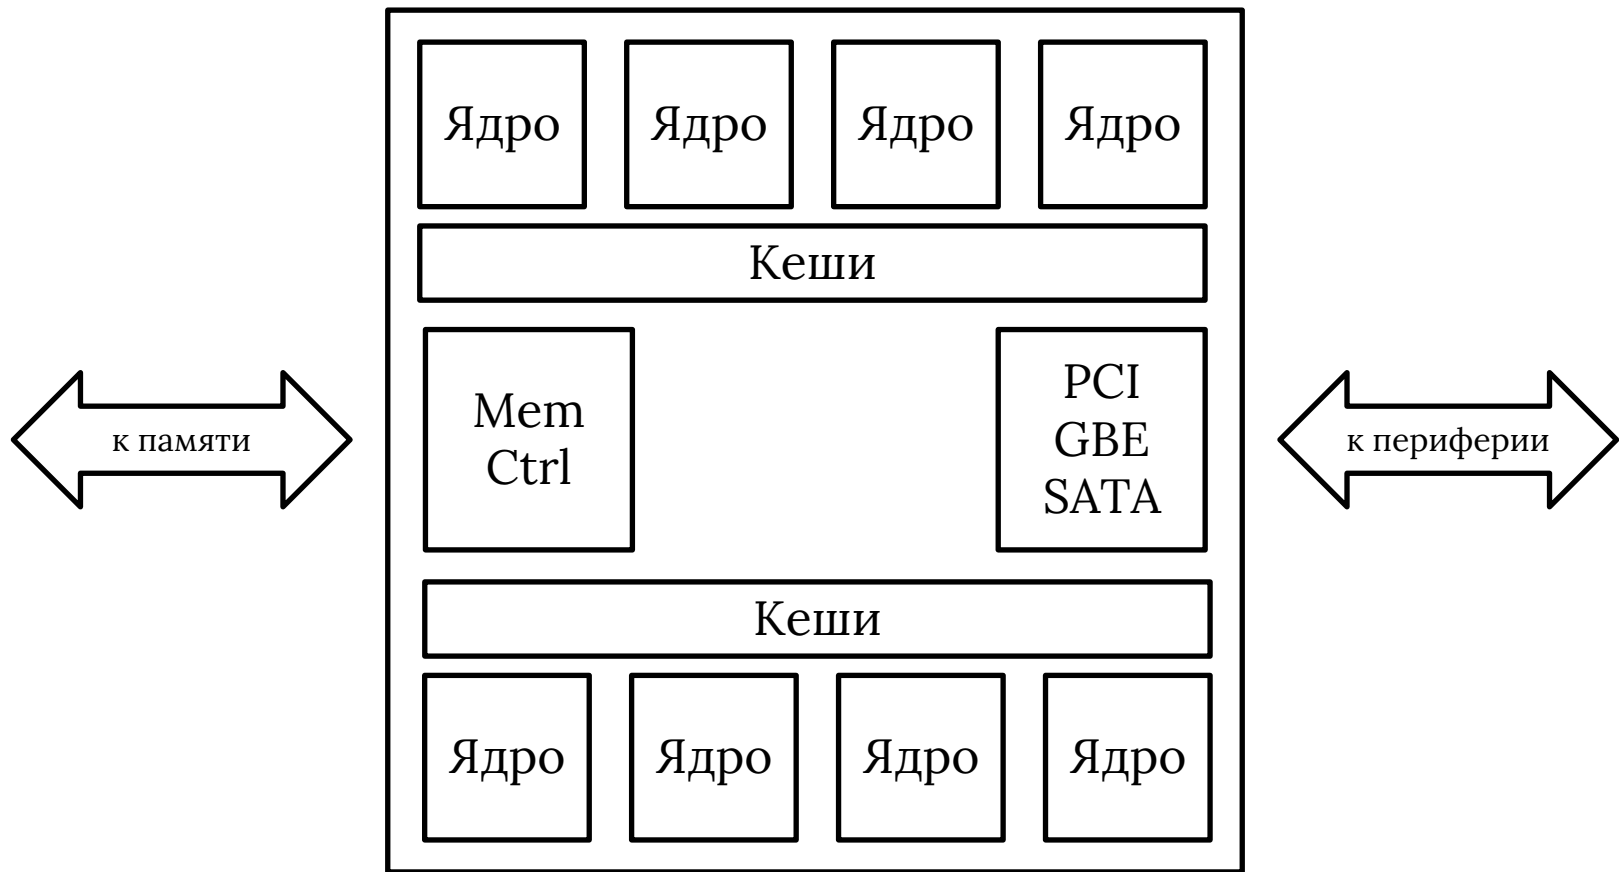 Ядро Ядро Ядро Ядро
Кеши
Mem
Ctrl
PCI
GBE
SATA
к памяти
к периферии
Кеши
Ядро Ядро Ядро Ядро